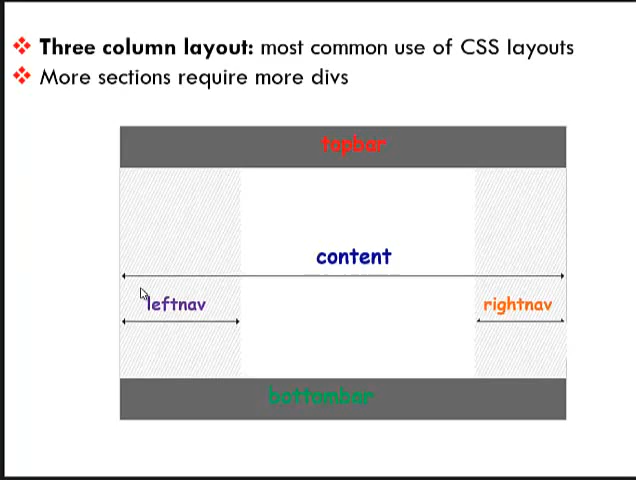 Three column layout: most common use of CSS layouts
More sections require more divs
topbar
content
leftnav
rightnav
bottombar